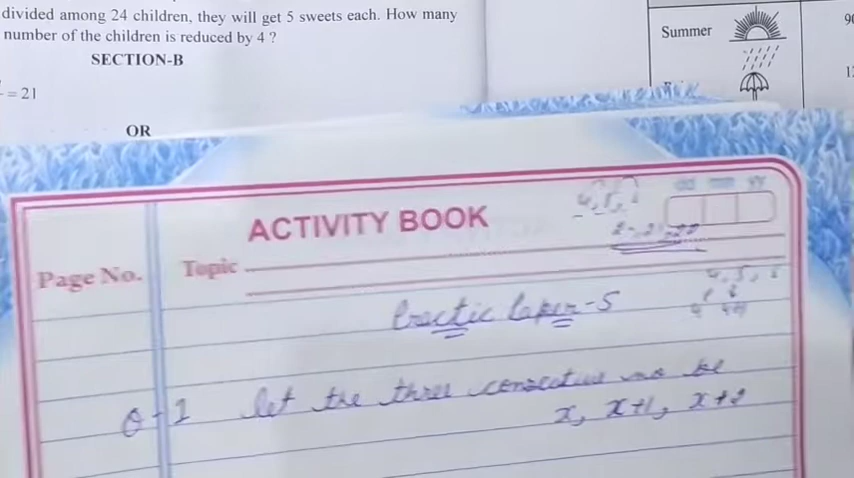 divided among 24 children, they will get 5 sweets each. How many
number of the children is reduced by 4 ?
SECTION-B
= 21
OR
Summer
ACTIVITY BOOK
Page No.
Topic
Practic Paper-5
Q-1 let the three consecutive no be
x, x+1, x+2